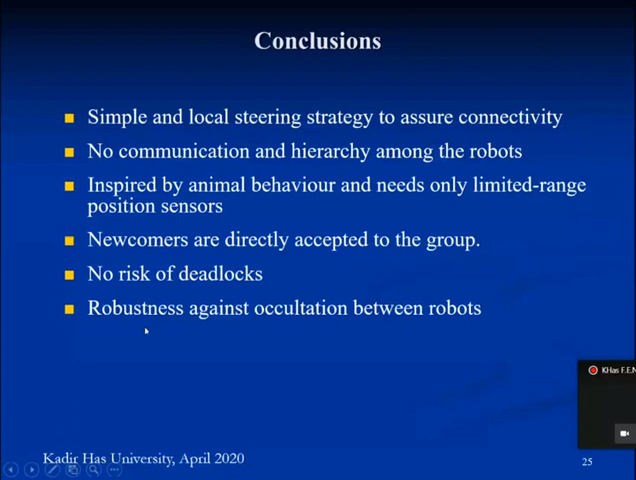 Conclusions
Simple and local steering strategy to assure connectivity
No communication and hierarchy among the robots
Inspired by animal behaviour and needs only limited-range
position sensors
Newcomers are directly accepted to the group.
No risk of deadlocks
Robustness against occultation between robots
KHas F.E.N
Kadir Has University, April 2020
25